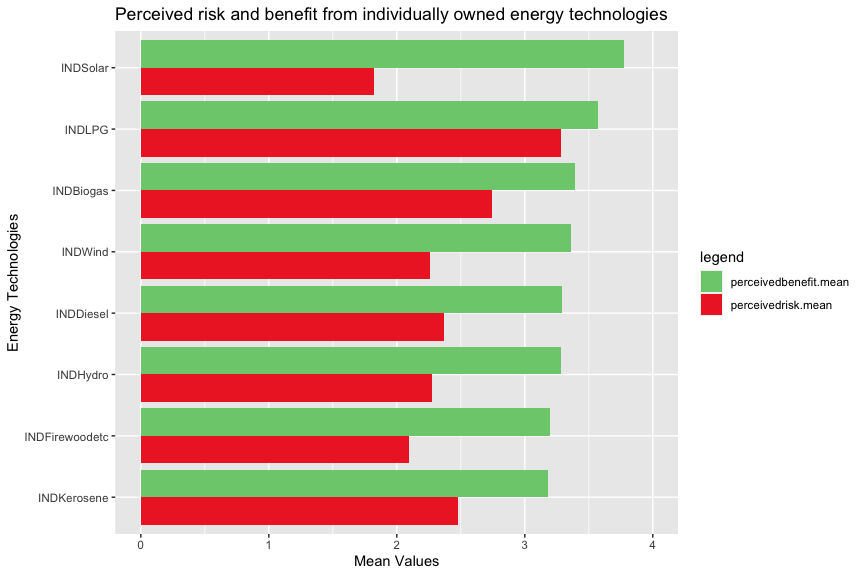 Perceived risk and benefit from individually owned energy technologies
Energy Technologies
INDSolar
INDLPG
INDBiogas
INDWind
INDDiesel
INDHydro
INDFirewoodetc
INDKerosene
0 1 2 3 4
Mean Values
legend
perceivedbenefit.mean
perceivedrisk.mean